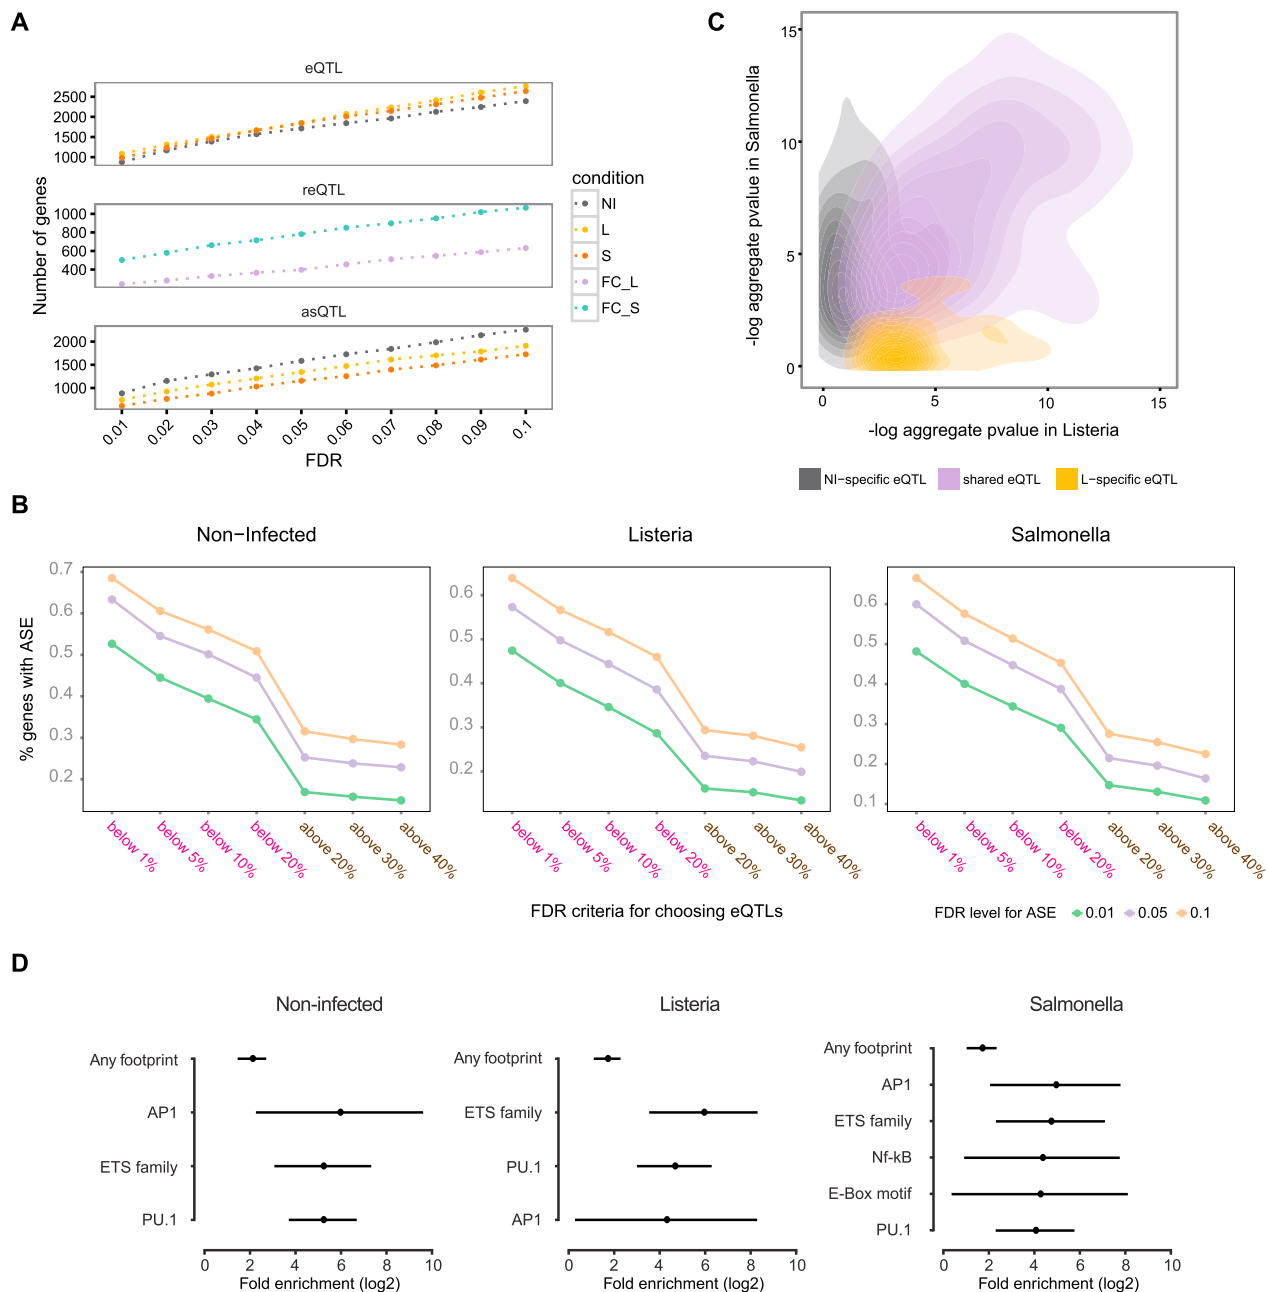 A
eQTL
2500
2000
1500
1000
reQTL
1000
800
600
400
asQTL
2000
1500
1000
Number of genes
0.01
0.02
0.03
0.04
0.05
0.06
0.07
0.08
0.09
0.1
FDR
condition
NI
L
S
FC_L
FC_S
C
15
10
5
0
-log aggregate pvalue in Salmonella
0
5
10
15
-log aggregate pvalue in Listeria
NI−specific eQTL
shared eQTL
L−specific eQTL
B
Non−Infected
Listeria
Salmonella
% genes with ASE
0.7
0.6
0.5
0.4
0.3
0.2
below 1%
below 5%
below 10%
below 20%
above 20%
above 30%
above 40%
0.6
0.5
0.4
0.3
0.2
below 1%
below 5%
below 10%
below 20%
above 20%
above 30%
above 40%
0.6
0.5
0.4
0.3
0.2
0.1
below 1%
below 5%
below 10%
below 20%
above 20%
above 30%
above 40%
FDR criteria for choosing eQTLs
FDR level for ASE
0.01
0.05
0.1
D
Non-infected
Any footprint
AP1
ETS family
PU.1
0
2
4
6
8
10
Fold enrichment (log2)
Listeria
Any footprint
ETS family
PU.1
AP1
0
2
4
6
8
10
Fold enrichment (log2)
Salmonella
Any footprint
AP1
ETS family
Nf-kB
E-Box motif
PU.1
0
2
4
6
8
10
Fold enrichment (log2)